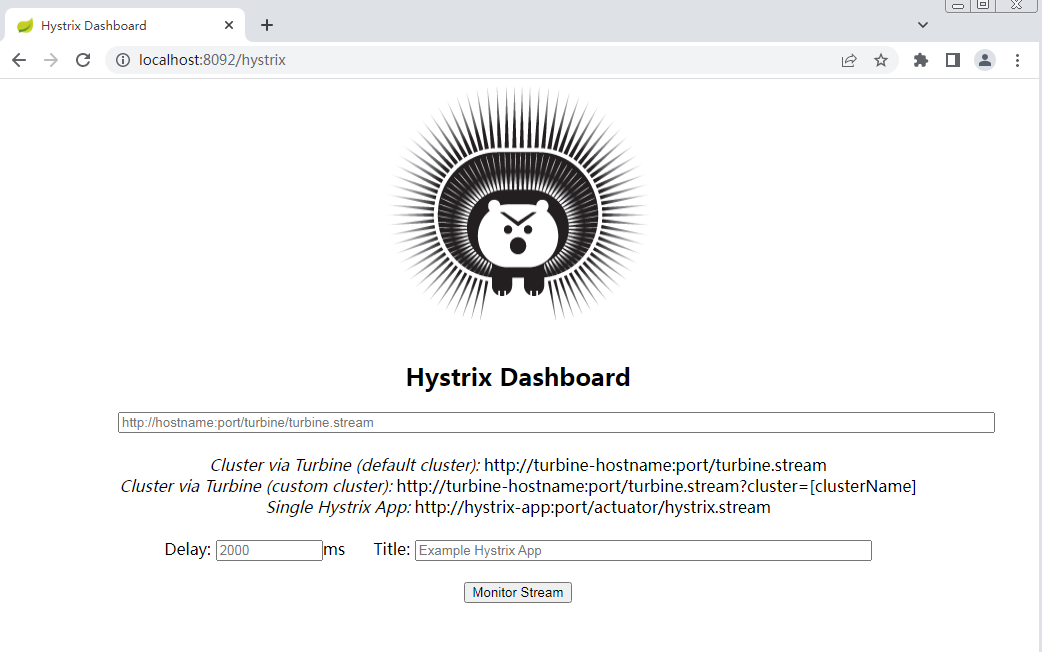 Hystrix Dashboard
localhost:8092/hystrix
Hystrix Dashboard
http://hostname:port/turbine/turbine.stream
Cluster via Turbine (default cluster): http://turbine-hostname:port/turbine.stream
Cluster via Turbine (custom cluster): http://turbine-hostname:port/turbine.stream?cluster=[clusterName]
Single Hystrix App: http://hystrix-app:port/actuator/hystrix.stream
Delay: 2000 ms Title: Example Hystrix App
Monitor Stream